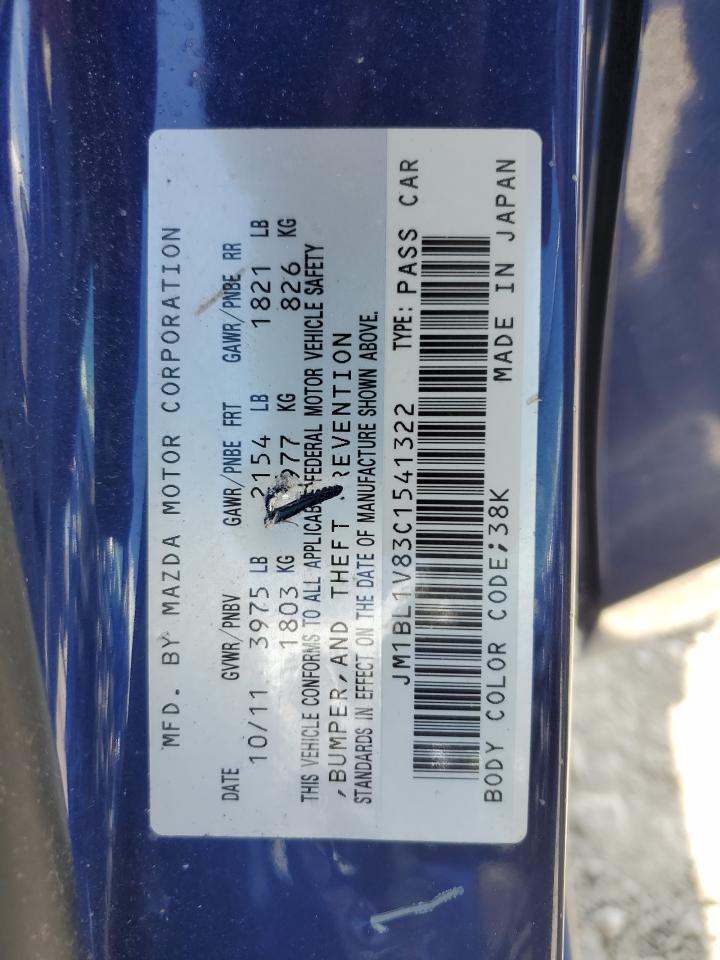 MFD. BY MAZDA MOTOR CORPORATION
DATE GVWR/PNBV GAWR/PNBE FRT GAWR/PNBE RR
10/11 3975 LB 2154 LB 1821 LB
1803 KG 977 KG 826 KG
THIS VEHICLE CONFORMS TO ALL FEDERAL MOTOR VEHICLE SAFETY
,BUMPER,AND THEFT REVENTION
STANDARDS IN EFFECT ON THE DATE OF MANUFACTURE SHOWN ABOVE.
JM1BL1V83C1541322 TYPE: PASS CAR
BODY COLOR CODE;38K MADE IN JAPAN